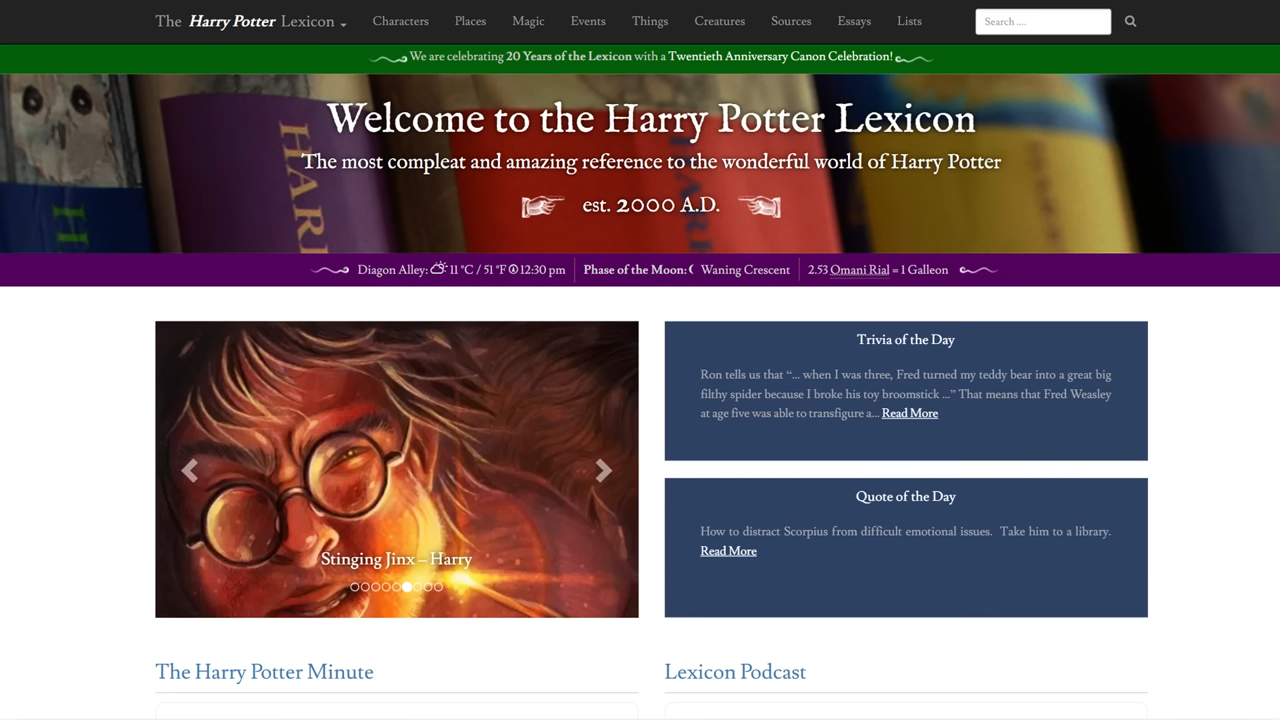 The Harry Potter Lexicon Characters Places Magic Events Things Creatures Sources Essays Lists Search ....
We are celebrating 20 Years of the Lexicon with a Twentieth Anniversary Canon Celebration!
Welcome to the Harry Potter Lexicon
The most compleat and amazing reference to the wonderful world of Harry Potter
est. 2000 A.D.
H
HARI
HARI
Diagon Alley: 11 °C / 51 °F 12:30 pm Phase of the Moon: Waning Crescent 2.53 Omani Rial = 1 Galleon
Stinging Jinx – Harry
Trivia of the Day
Ron tells us that “... when I was three, Fred turned my teddy bear into a great big
filthy spider because I broke his toy broomstick ...” That means that Fred Weasley
at age five was able to transfigure a... Read More
Quote of the Day
How to distract Scorpius from difficult emotional issues. Take him to a library.
Read More
The Harry Potter Minute
Lexicon Podcast